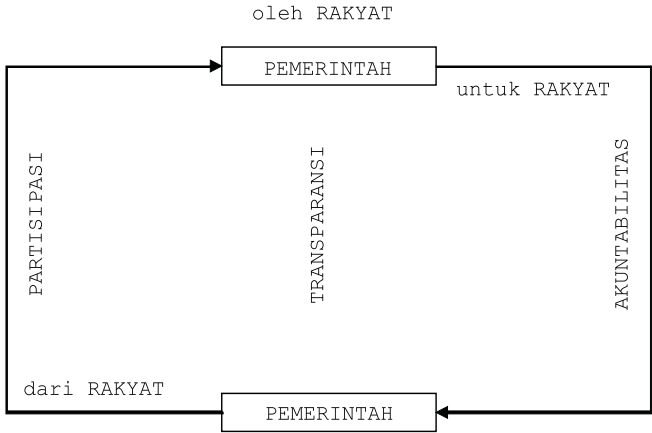 oleh RAKYAT
PEMERINTAH
untuk RAKYAT
PARTISIPASI
TRANSPARANSI
AKUNTABILITAS
dari RAKYAT
PEMERINTAH